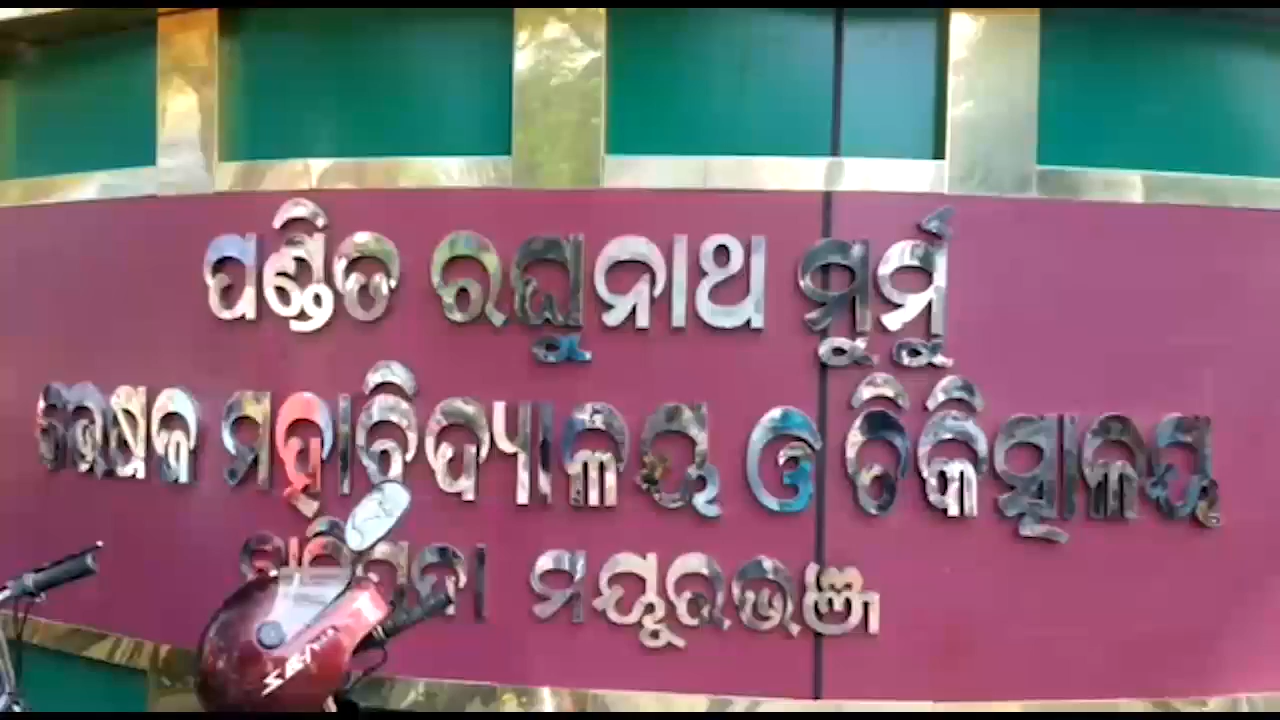 ପଣ୍ଡିତ ରଘୁନାଥ ମୁର୍ମୁ
ଭେଷଜ ମହାବିଦ୍ୟାଳୟ ଓ ଚିକିତ୍ସାଳୟ
ମୟୂରଭଞ୍ଜ